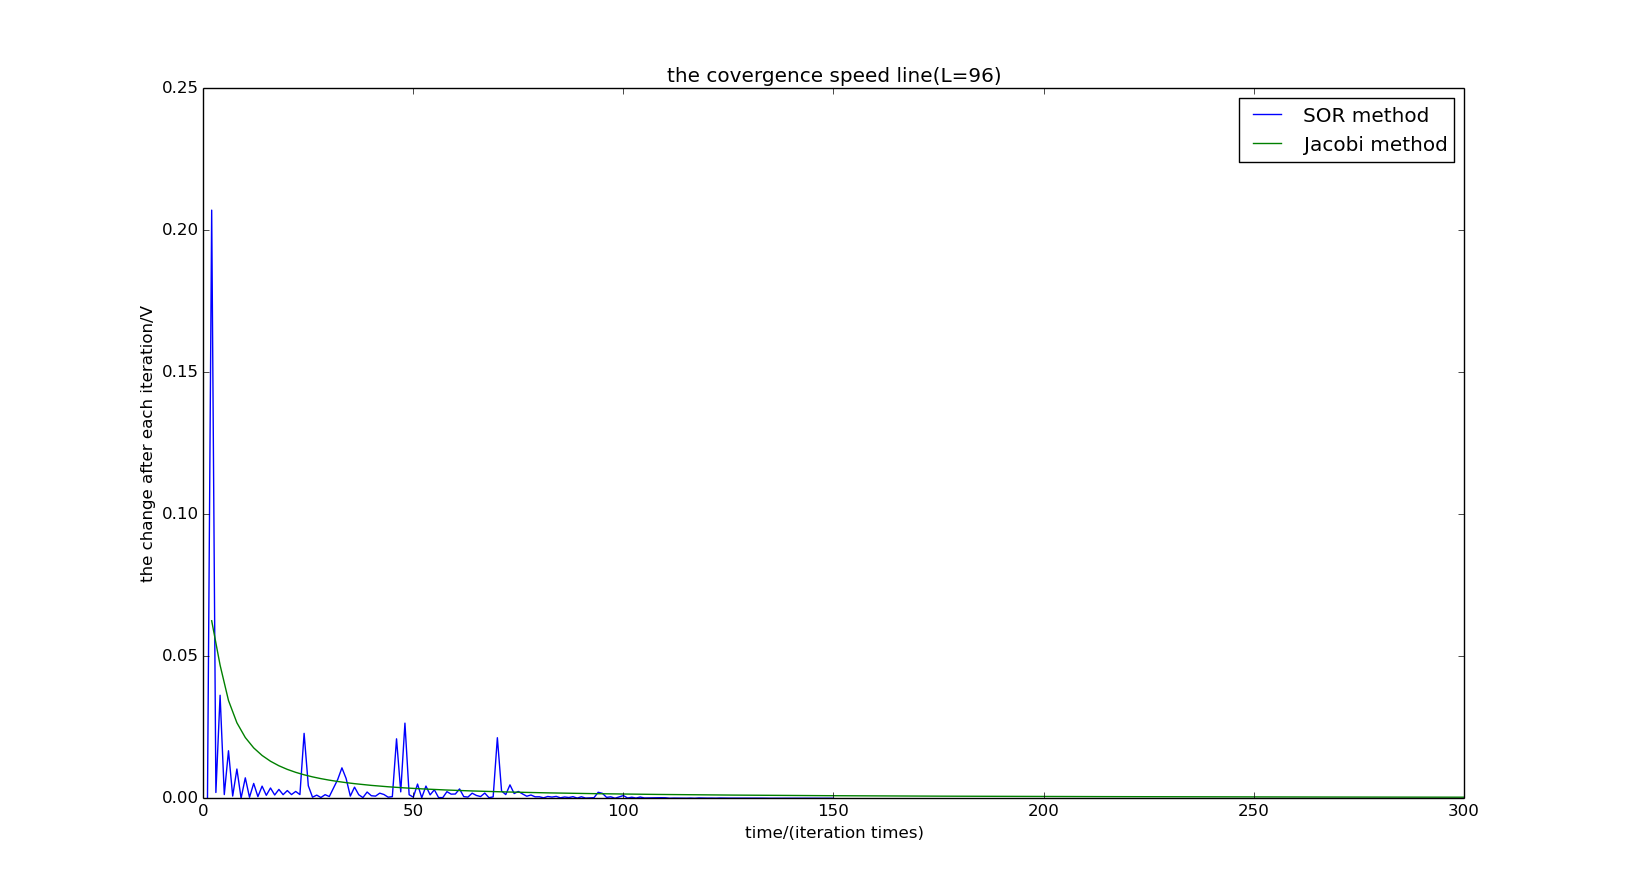 the covergence speed line(L=96)
SOR method
Jacobi method
0.25
0.20
0.15
0.10
0.05
0.00
the change after each iteration/V
0 50 100 150 200 250 300
time/(iteration times)